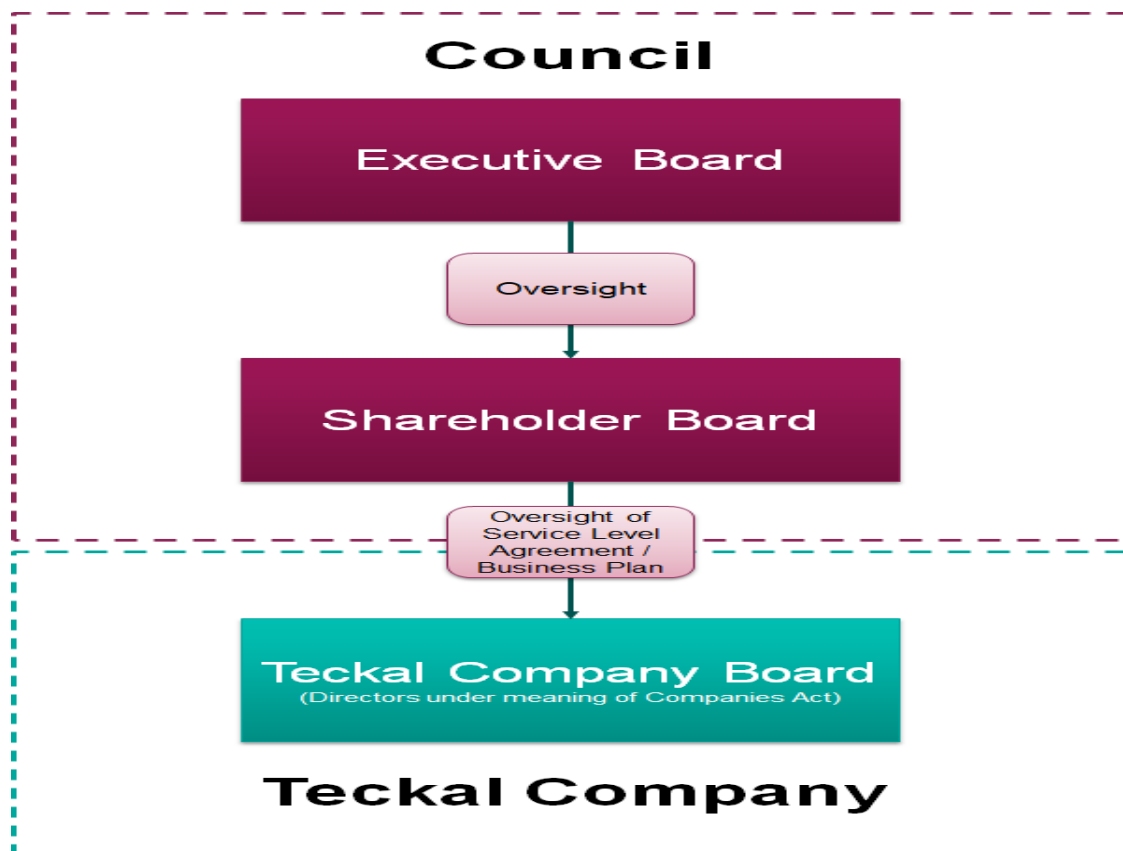 Council
Executive Board
Oversight
Shareholder Board
Oversight of
Service Level
Agreement /
Business Plan
Teckal Company Board
(Directors under meaning of Companies Act)
Teckal Company